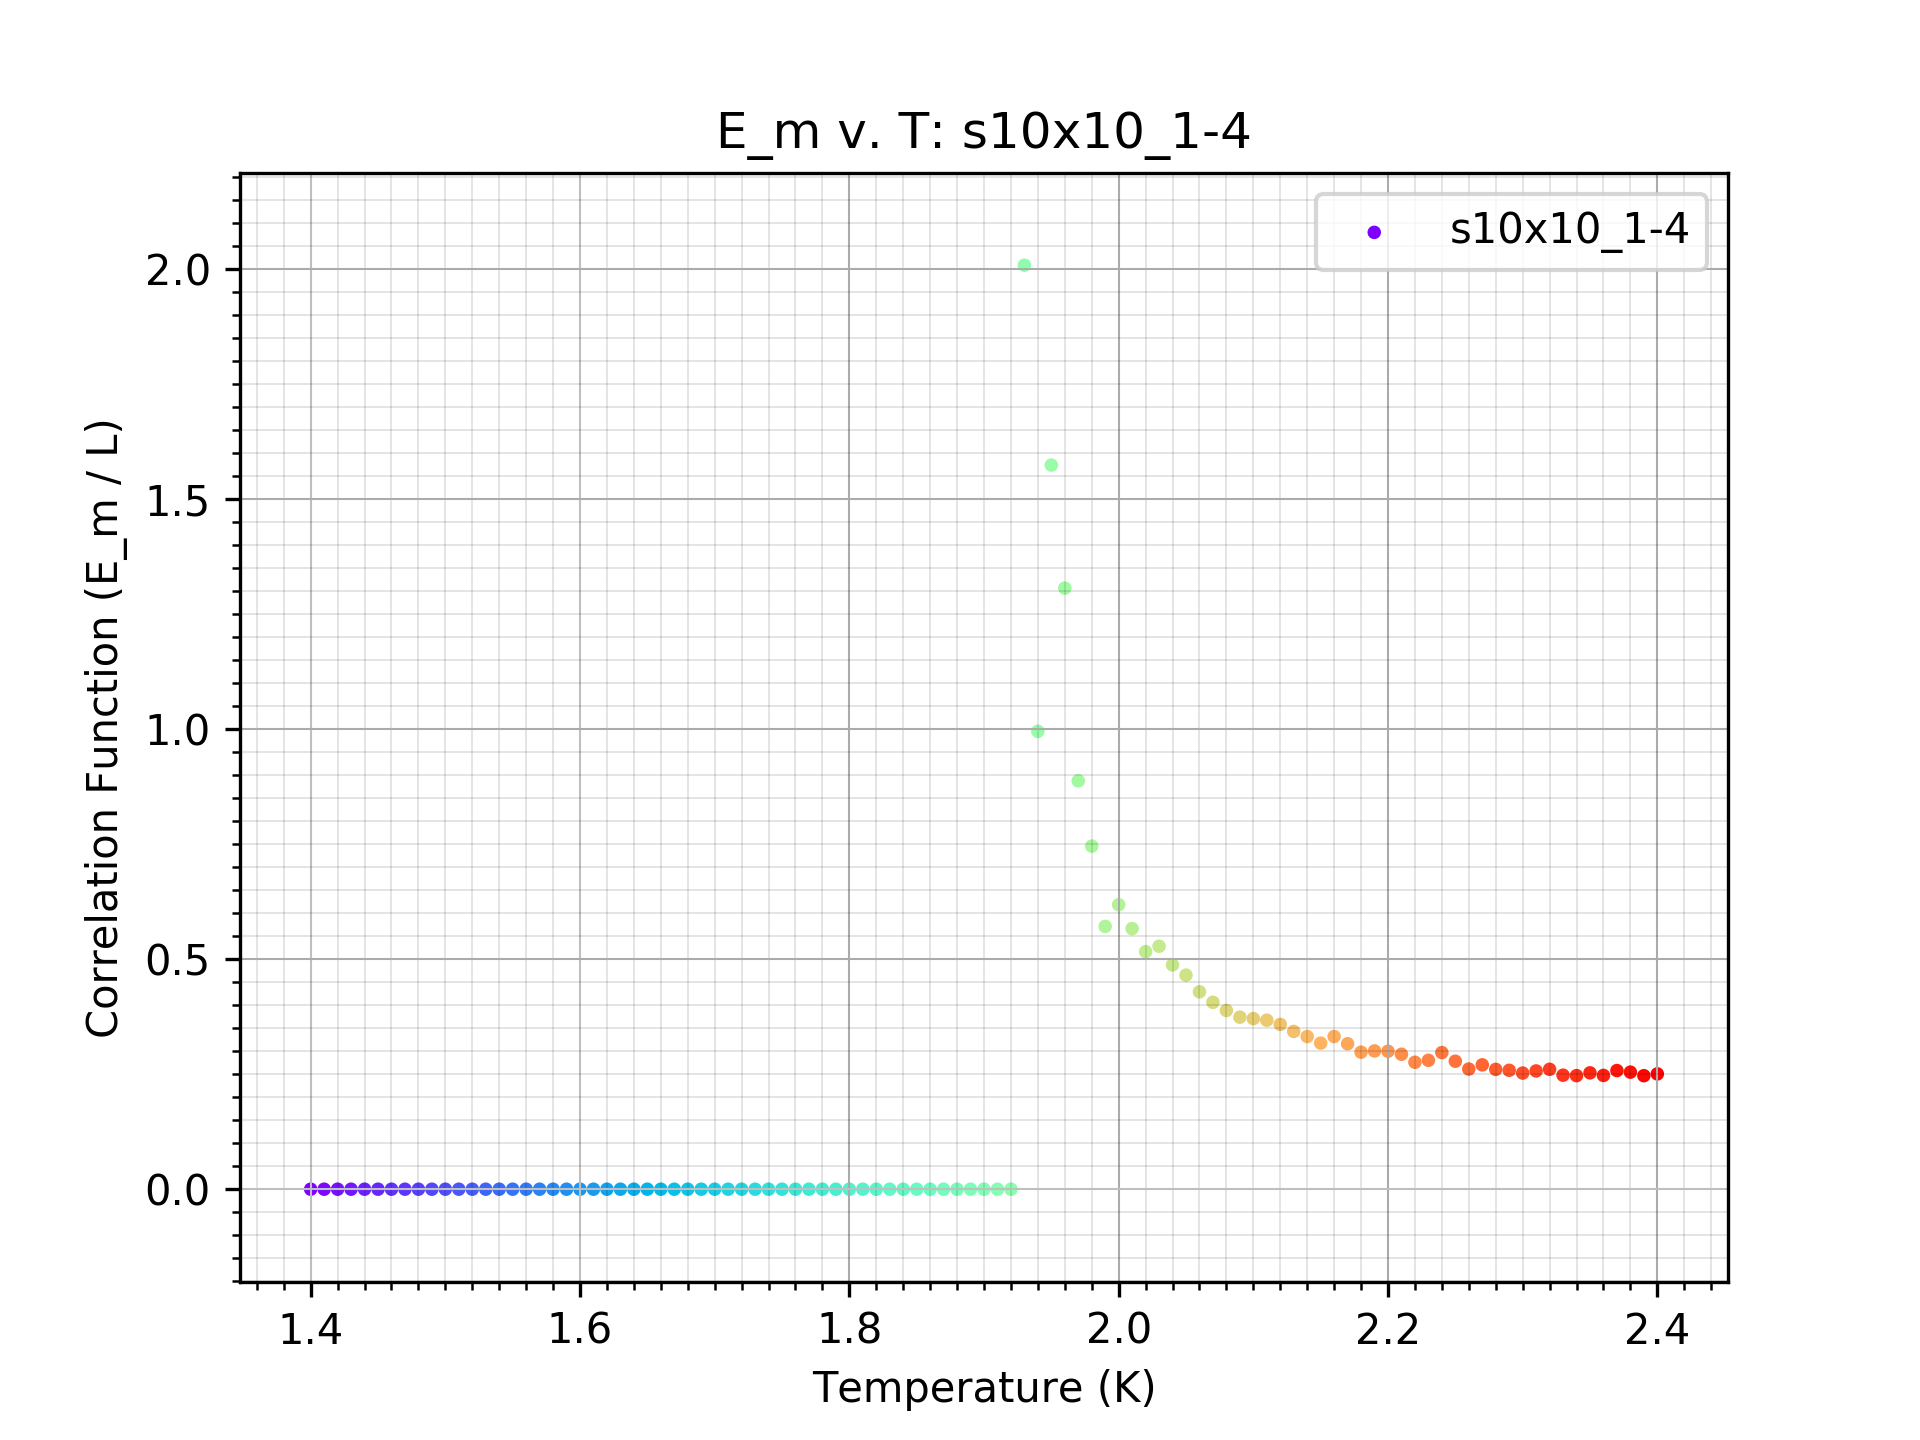 E_m v. T: s10x10_1-4
s10x10_1-4
Correlation Function (E_m / L)
2.0
1.5
1.0
0.5
0.0
1.4 1.6 1.8 2.0 2.2 2.4
Temperature (K)